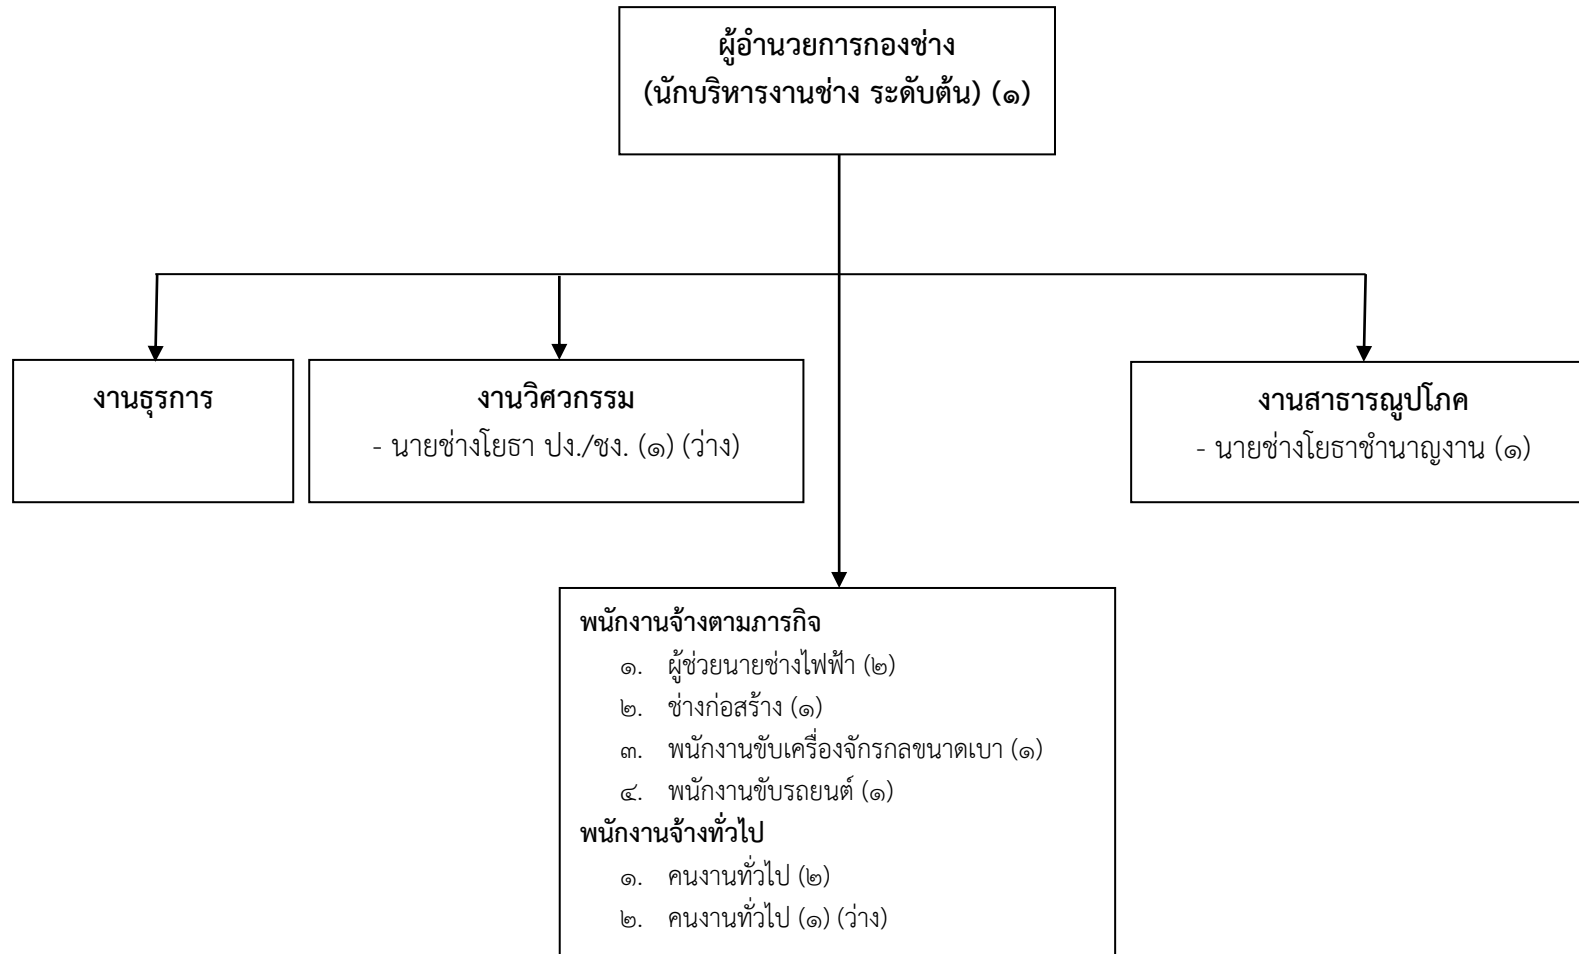 ผู้อำนวยการกองช่าง
(นักบริหารงานช่าง ระดับต้น) (๑)
งานธุรการ
งานวิศวกรรม
- นายช่างโยธา ปง./ชง. (๑) (ว่าง)
งานสาธารณูปโภค
- นายช่างโยธาชำนาญงาน (๑)
พนักงานจ้างตามภารกิจ
๑. ผู้ช่วยนายช่างไฟฟ้า (๒)
๒. ช่างก่อสร้าง (๑)
๓. พนักงานขับเครื่องจักรกลขนาดเบา (๑)
๔. พนักงานขับรถยนต์ (๑)
พนักงานจ้างทั่วไป
๑. คนงานทั่วไป (๒)
๒. คนงานทั่วไป (๑) (ว่าง)